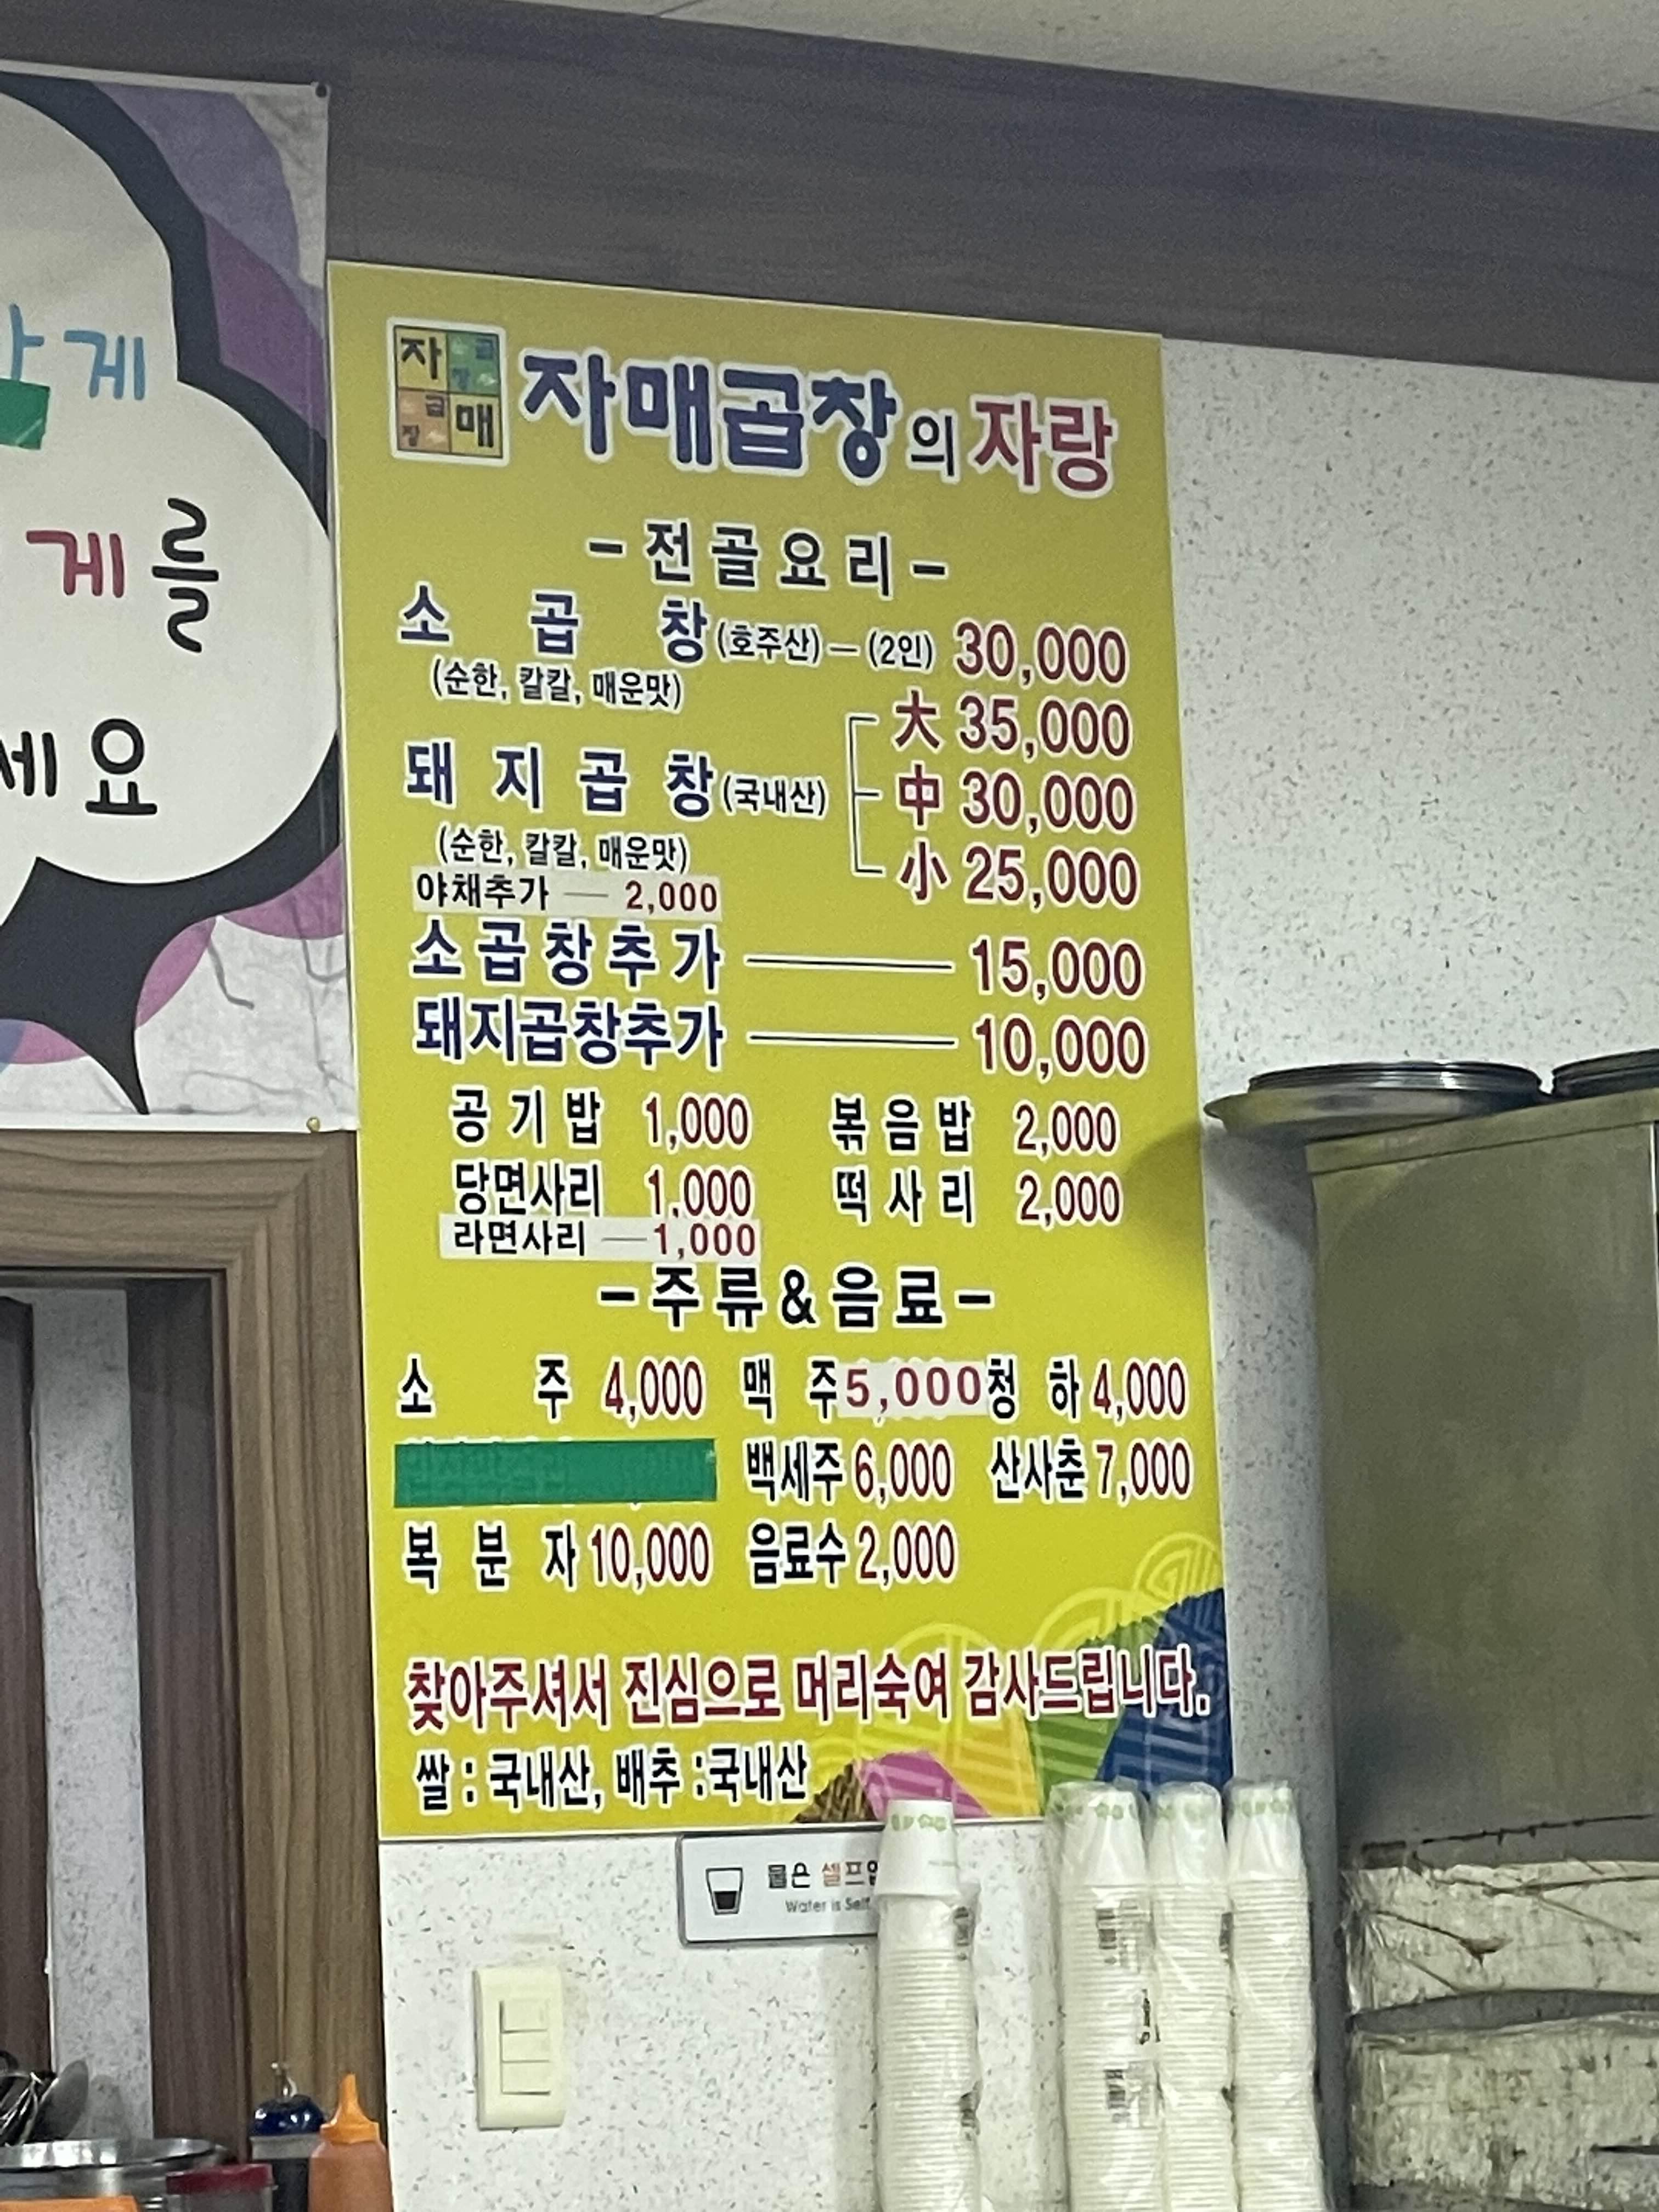 게
게를
세요
자 곱창
곱창 매
자매곱창의 자랑
- 전골요리 -
소 곱 창 (호주산) — (2인) 30,000
(순한, 칼칼, 매운맛)
大 35,000
돼 지 곱 창 (국내산) 中 30,000
小 25,000
(순한, 칼칼, 매운맛)
야채추가 — 2,000
소곱창추가 — 15,000
돼지곱창추가 — 10,000
공기밥 1,000 볶음밥 2,000
당면사리 1,000 떡사리 2,000
라면사리 — 1,000
- 주류&음료 -
소 주 4,000 맥 주 5,000 청 하 4,000
백세주 6,000 산사춘 7,000
복 분 자 10,000 음료수 2,000
찾아주셔서 진심으로 머리숙여 감사드립니다.
쌀 : 국내산, 배추 : 국내산
물은 셀프
Water is Self